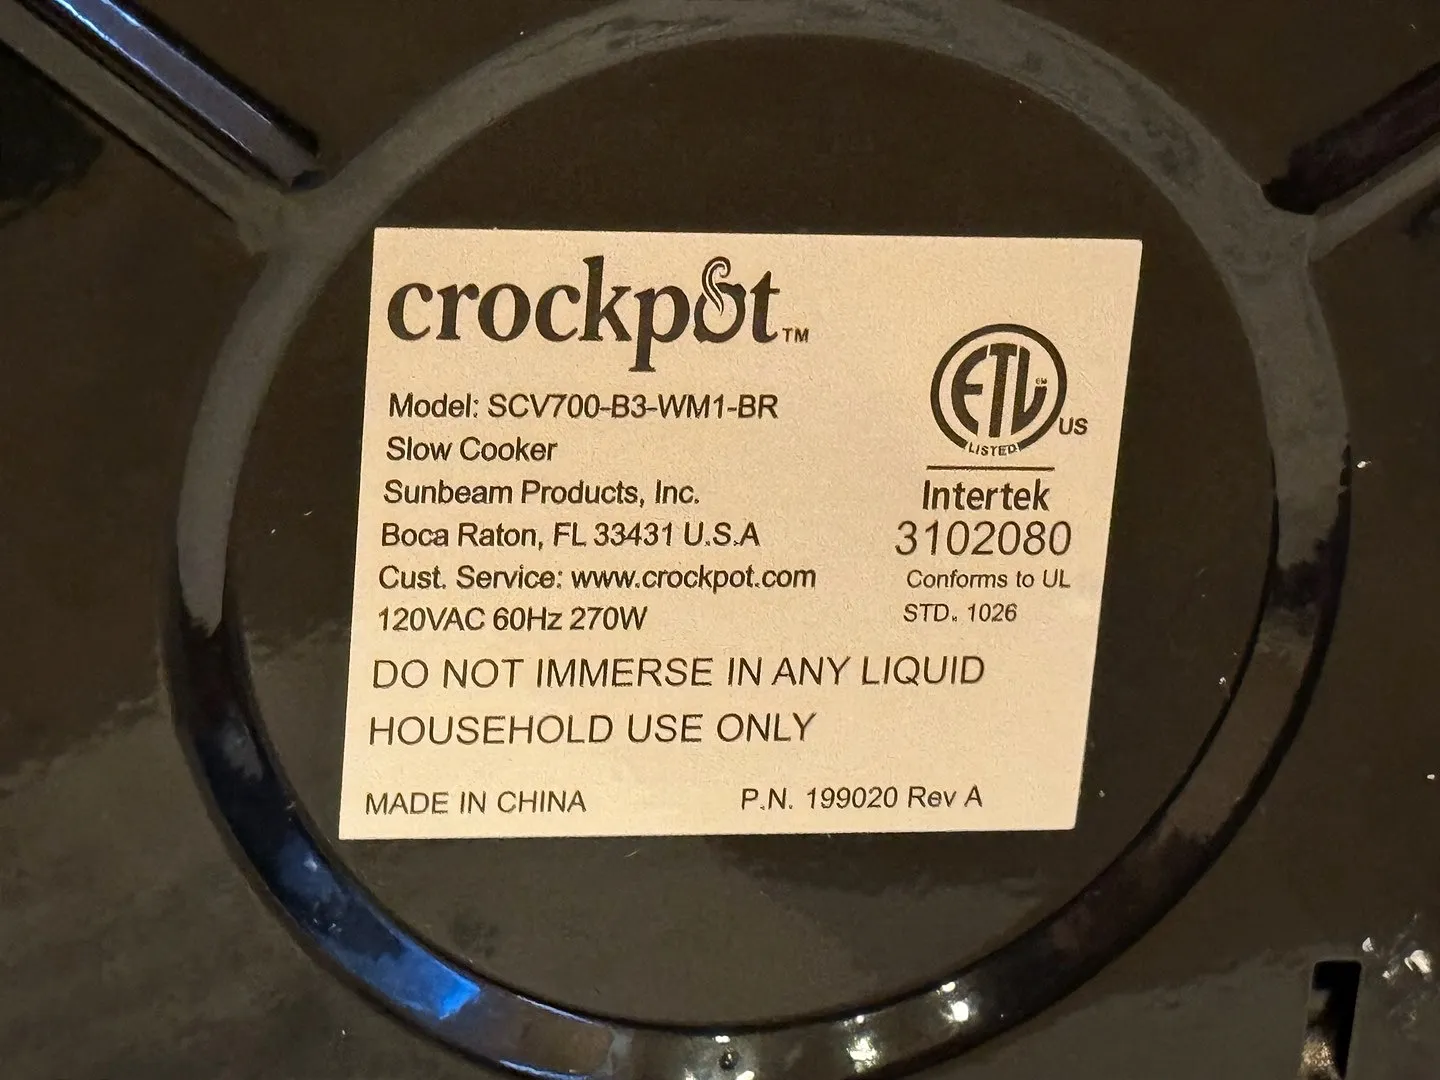 crockpot™
Model: SCV700-B3-WM1-BR
Slow Cooker
Sunbeam Products, Inc.
Boca Raton, FL 33431 U.S.A
Cust. Service: www.crockpot.com
120VAC 60Hz 270W
DO NOT IMMERSE IN ANY LIQUID
HOUSEHOLD USE ONLY
MADE IN CHINA
P.N. 199020 Rev A
ETL CM
LISTED
US
Intertek
3102080
Conforms to UL
STD. 1026